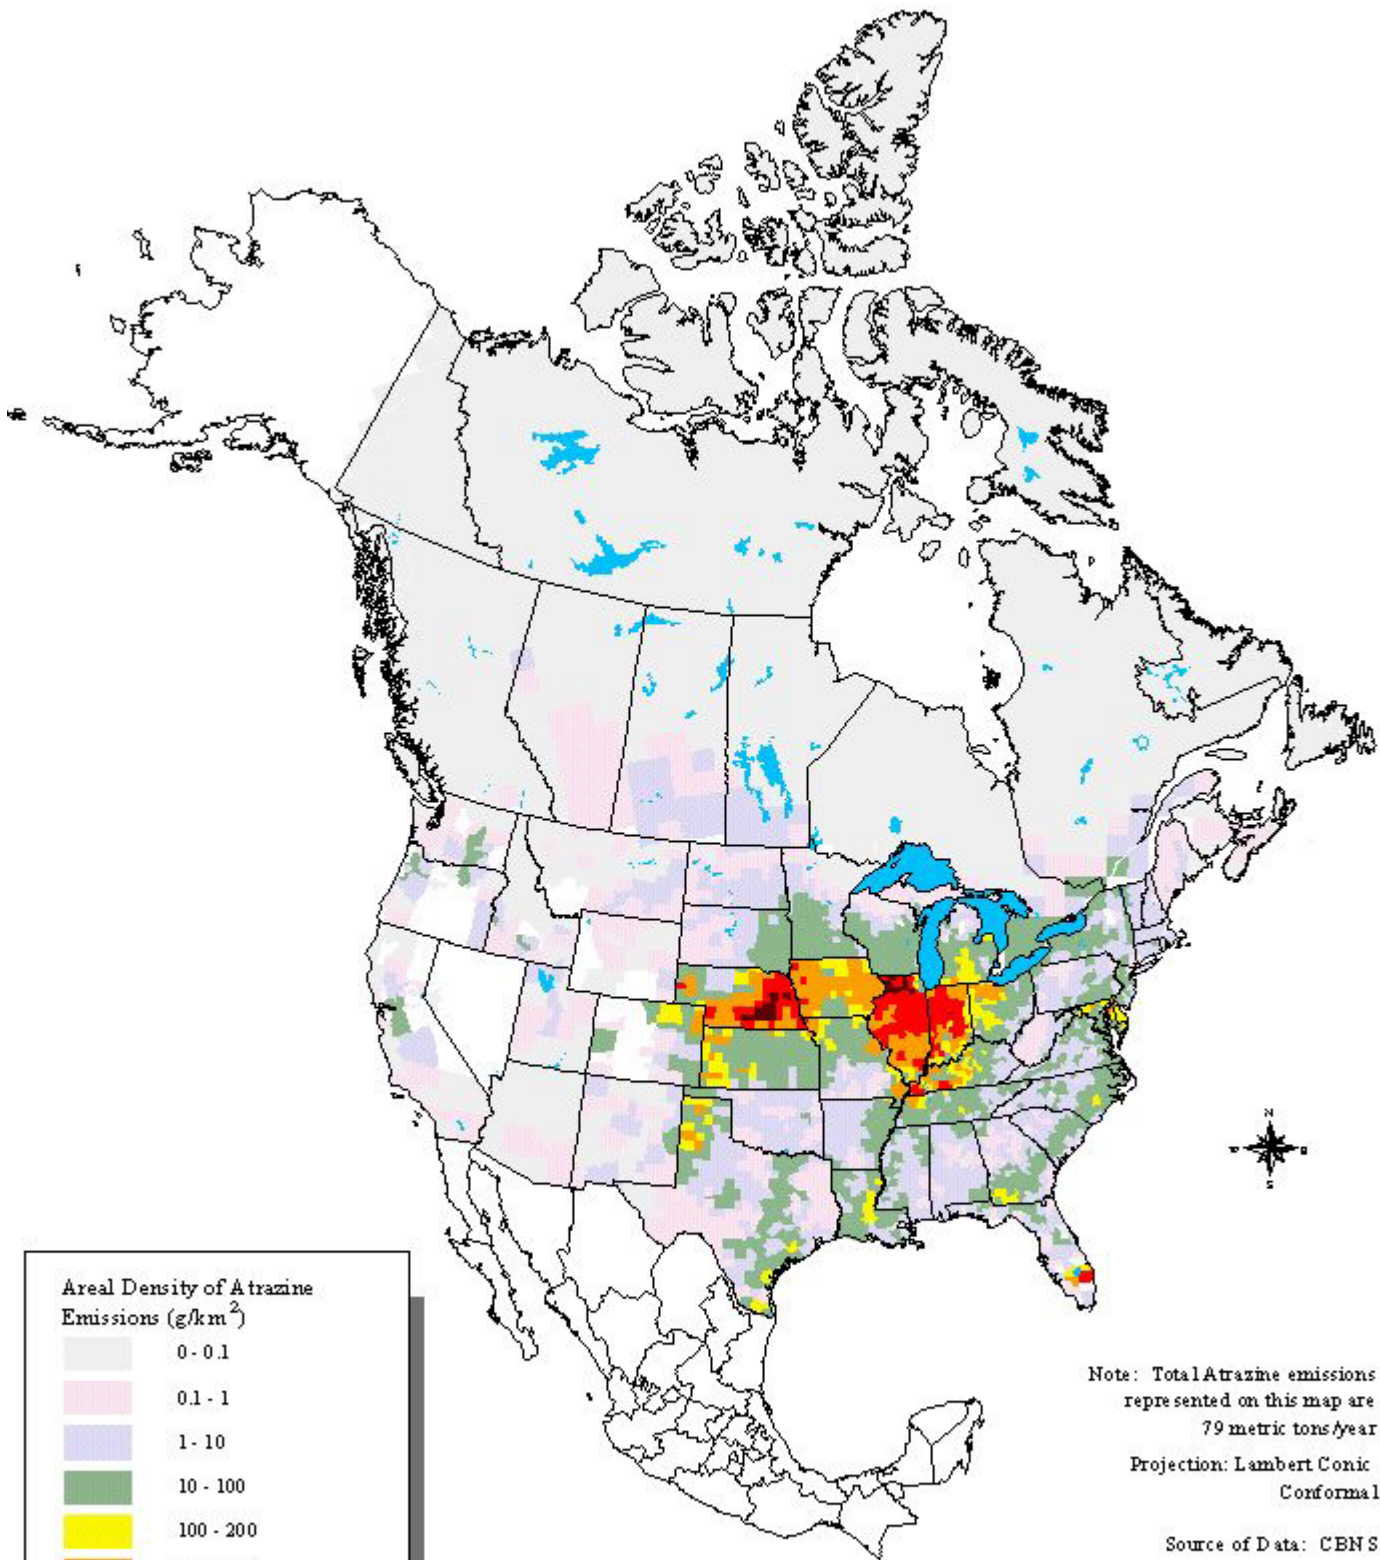 N
S
Areal Density of Atrazine
Emissions (g/km²)
0 - 0.1
0.1 - 1
1 - 10
10 - 100
100 - 200
Note: Total Atrazine emissions
represented on this map are
79 metric tons/year
Projection: Lambert Conic
Conformal
Source of Data: CBNS